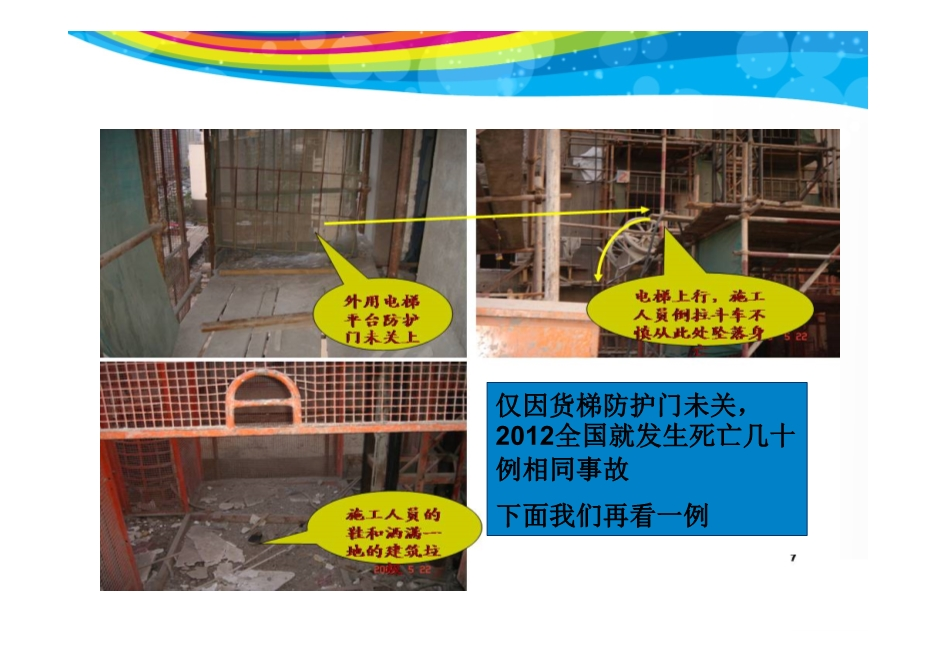 外用电梯
平台防护
门未关上
电梯上行，施工
人员倒拉斗车不
慎从此处坠落身
5 22
施工人员的
鞋和洒满一
地的建筑垃
5 22
仅因货梯防护门未关，
2012全国就发生死亡几十
例相同事故
下面我们再看一例
7